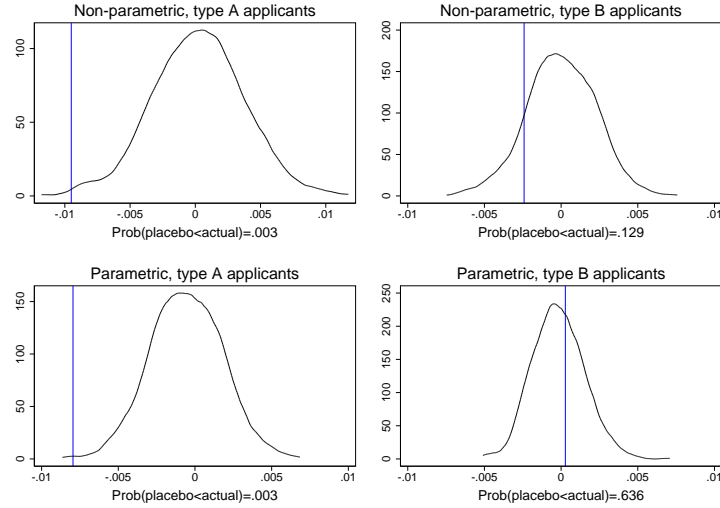 Non-parametric, type A applicants
100
50
0
-.01 -.005 0 .005 .01
Prob(placebo<actual)=.003
Non-parametric, type B applicants
200
150
100
50
0
-.01 -.005 0 .005 .01
Prob(placebo<actual)=.129
Parametric, type A applicants
150
100
50
0
-.01 -.005 0 .005 .01
Prob(placebo<actual)=.003
Parametric, type B applicants
250
200
150
100
50
0
-.01 -.005 0 .005 .01
Prob(placebo<actual)=.636